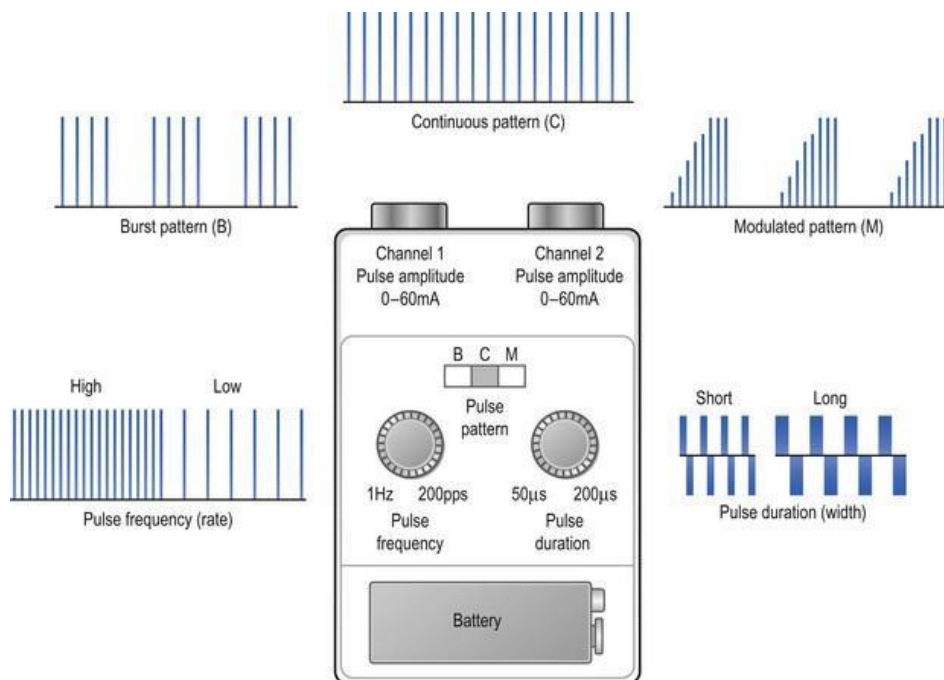 Continuous pattern (C)
Burst pattern (B)
Modulated pattern (M)
Channel 1
Pulse amplitude
0–60mA
Channel 2
Pulse amplitude
0–60mA
B C M
Pulse
pattern
High Low
Pulse frequency (rate)
1Hz 200pps
Pulse
frequency
50μs 200μs
Pulse
duration
Short Long
Pulse duration (width)
Battery